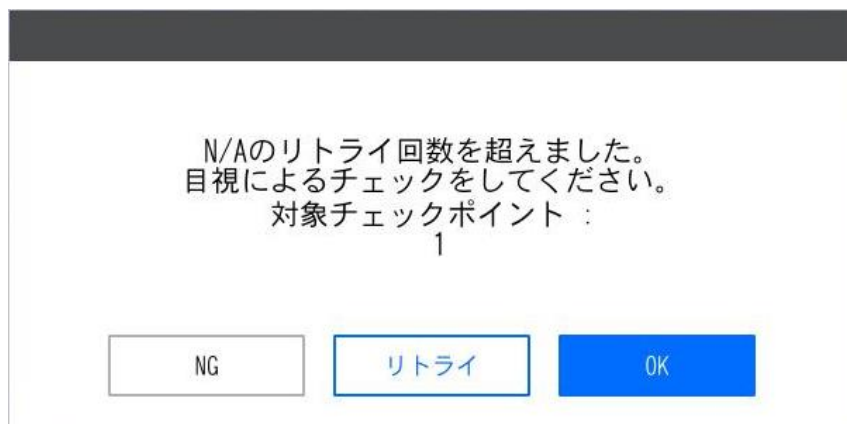 N/Aのリトライ回数を超えました。
目視によるチェックをしてください。
対象チェックポイント :
1
NG
リトライ
OK